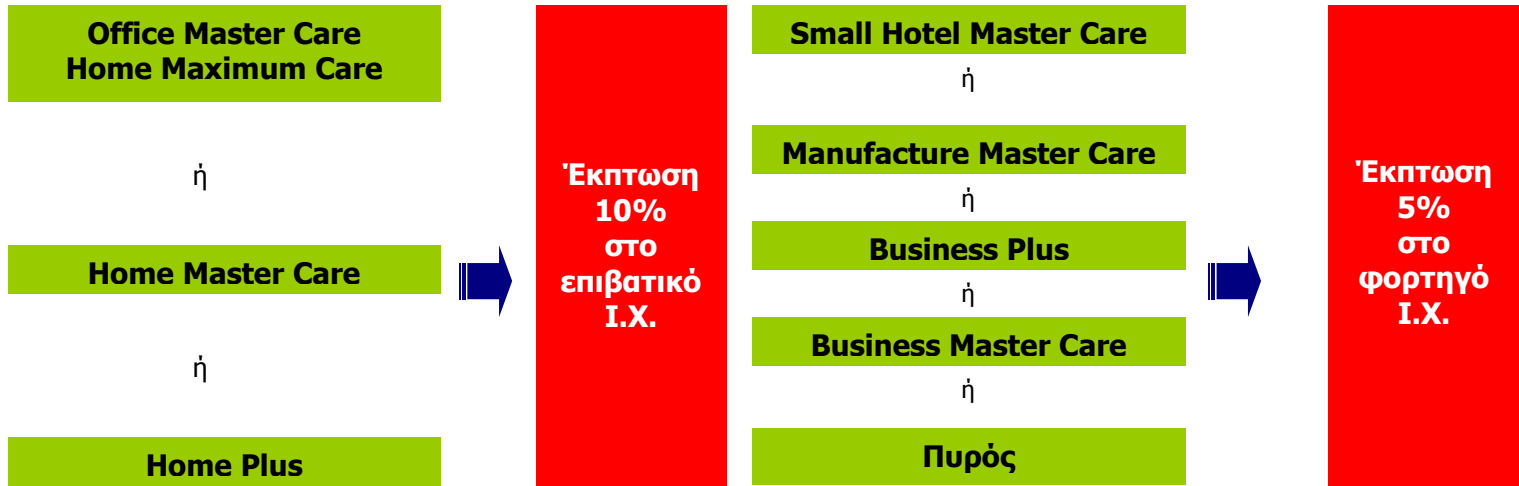 Office Master Care
Home Maximum Care
ή
Home Master Care
ή
Home Plus
Έκπτωση
10%
στο
επιβατικό
Ι.Χ.
Small Hotel Master Care
ή
Manufacture Master Care
ή
Business Plus
ή
Business Master Care
ή
Πυρός
Έκπτωση
5%
στο
φορτηγό
Ι.Χ.